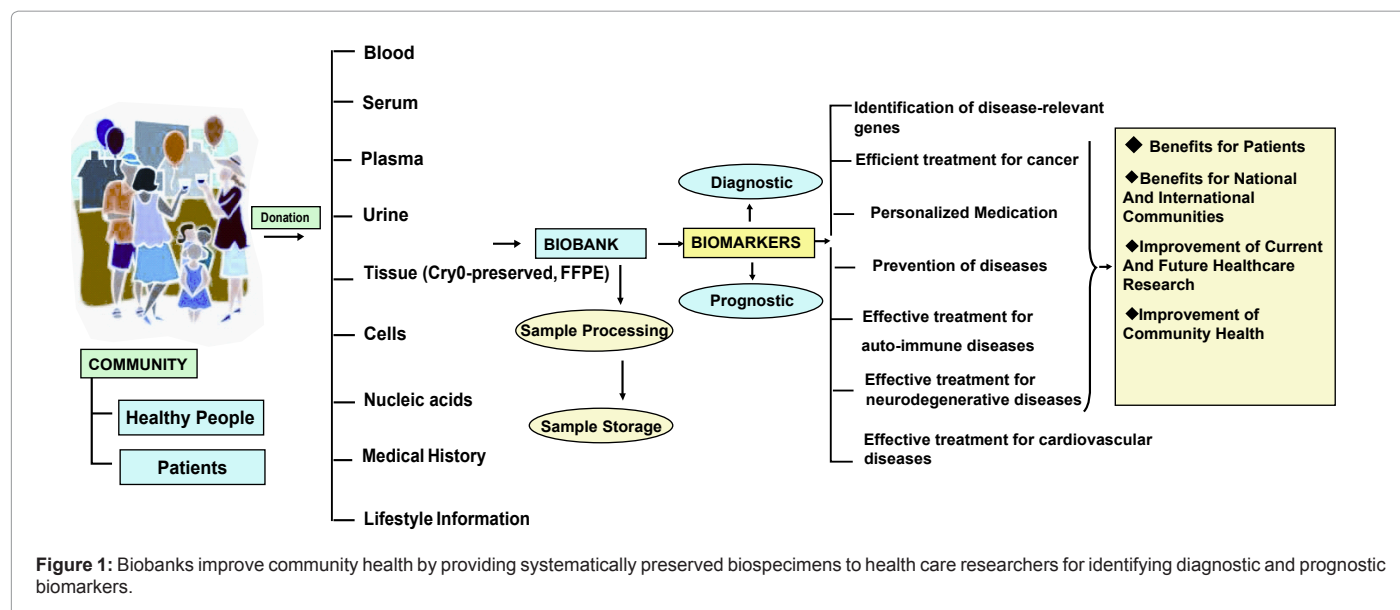 COMMUNITY
Healthy People
Patients
Donation
Blood
Serum
Plasma
Urine
Tissue (Cry0-preserved, FFPE)
Cells
Nucleic acids
Medical History
Lifestyle Information
BIOBANK
Sample Processing
Sample Storage
Diagnostic
BIOMARKERS
Prognostic
Identification of disease-relevant
genes
Efficient treatment for cancer
Personalized Medication
Prevention of diseases
Effective treatment for
auto-immune diseases
Effective treatment for
neurodegenerative diseases
Effective treatment for cardiovascular
diseases
◆ Benefits for Patients
◆Benefits for National
And International
Communities
◆Improvement of Current
And Future Healthcare
Research
◆Improvement of
Community Health
Figure 1: Biobanks improve community health by providing systematically preserved biospecimens to health care researchers for identifying diagnostic and prognostic
biomarkers.